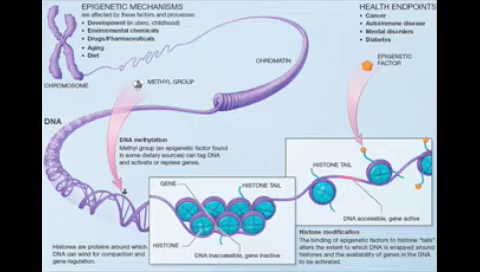 EPIGENETIC MECHANISMS
are affected by these factors and processes:
• Development (in utero, childhood)
• Environmental chemicals
• Drugs/Pharmaceuticals
• Aging
• Diet
HEALTH ENDPOINTS
• Cancer
• Autoimmune disease
• Mental disorders
• Diabetes
EPIGENETIC
FACTOR
CHROMATIN
CHROMOSOME
METHYL GROUP
DNA
DNA methylation
Methyl group (an epigenetic factor found
in some dietary sources) can tag DNA
and activate or repress genes.
HISTONE TAIL
GENE
HISTONE TAIL
DNA accessible, gene active
HISTONE
DNA inaccessible, gene inactive
Histones are proteins around which
DNA can wind for compaction and
gene regulation.
Histone modification
The binding of epigenetic factors to histone "tails"
alters the extent to which DNA is wrapped around
histones and the availability of genes in the DNA
to be activated.